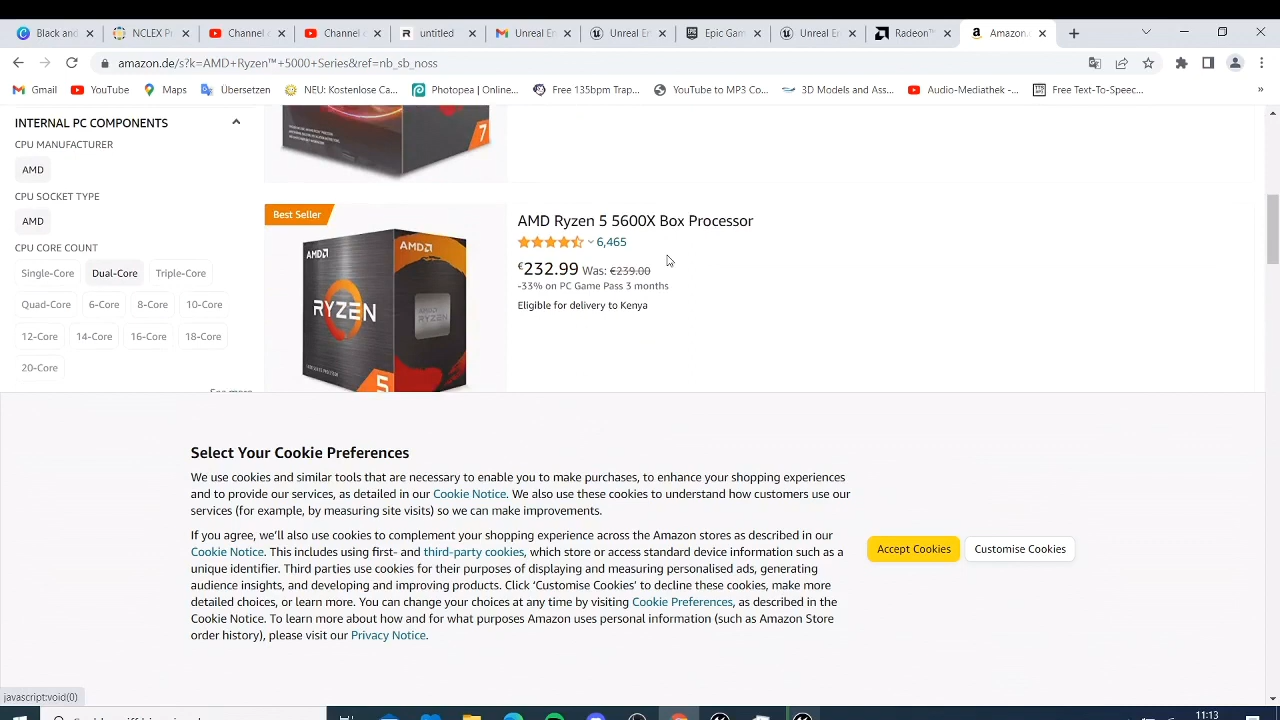 Black and
NCLEX Pr
Channel c
Channel c
untitled
Unreal En
Unreal En
Epic Gam
Unreal En
Radeon™
Amazon.
amazon.de/s?k=AMD+Ryzen™+5000+Series&ref=nb_sb_noss
Gmail
YouTube
Maps
Übersetzen
NEU: Kostenlose Ca...
Photopea | Online...
Free 135bpm Trap...
YouTube to MP3 Co...
3D Models and Ass...
Audio-Mediathek -...
Free Text-To-Speec...
INTERNAL PC COMPONENTS
CPU MANUFACTURER
AMD
CPU SOCKET TYPE
AMD
CPU CORE COUNT
Single-Core Dual-Core Triple-Core
Quad-Core 6-Core 8-Core 10-Core
12-Core 14-Core 16-Core 18-Core
20-Core
See more
7
Best Seller
AMD
AMD
RYZEN
AMD
RYZEN
5
AMD Ryzen 5 5600X Box Processor
6,465
€232.99 Was: €239.00
-33% on PC Game Pass 3 months
Eligible for delivery to Kenya
Select Your Cookie Preferences
We use cookies and similar tools that are necessary to enable you to make purchases, to enhance your shopping experiences
and to provide our services, as detailed in our Cookie Notice. We also use these cookies to understand how customers use our
services (for example, by measuring site visits) so we can make improvements.
If you agree, we'll also use cookies to complement your shopping experience across the Amazon stores as described in our
Cookie Notice. This includes using first- and third-party cookies, which store or access standard device information such as a
unique identifier. Third parties use cookies for their purposes of displaying and measuring personalised ads, generating
audience insights, and developing and improving products. Click 'Customise Cookies' to decline these cookies, make more
detailed choices, or learn more. You can change your choices at any time by visiting Cookie Preferences, as described in the
Cookie Notice. To learn more about how and for what purposes Amazon uses personal information (such as Amazon Store
order history), please visit our Privacy Notice.
Accept Cookies
Customise Cookies
javascript:void(0)
11:13